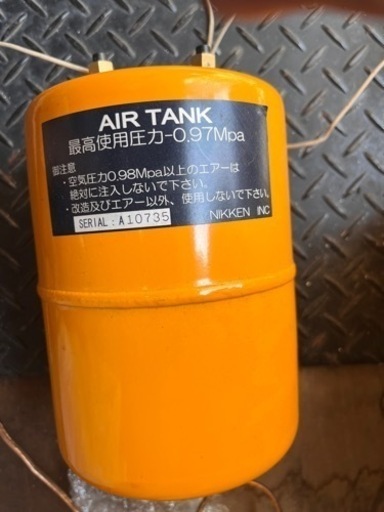 AIR TANK
最高使用圧力-0.97Mpa
御注意
・空気圧力0.98Mpa以上のエアーは
絶対に注入しないで下さい。
・改造及びエアー以外、使用しないで下さい。
SERIAL : A10735
NIKKEN INC